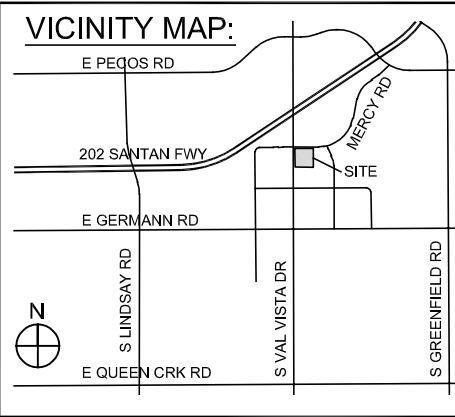 VICINITY MAP:
E PECOS RD
MERCY RD
202 SANTAN FWY
SITE
E GERMANN RD
S LINDSAY RD
S VAL VISTA DR
S GREENFIELD RD
N
E QUEEN CRK RD